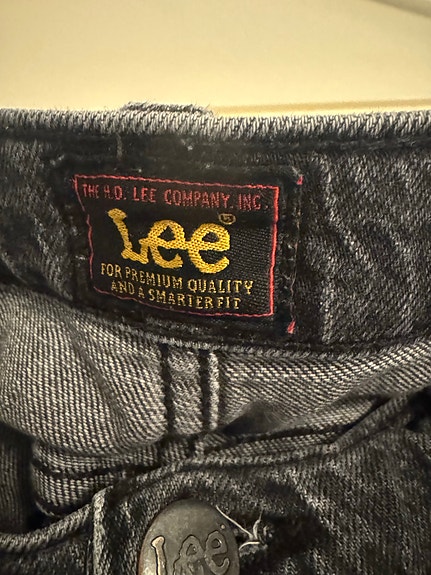 THE H.D. LEE COMPANY, INC.
Lee
FOR PREMIUM QUALITY
AND A SMARTER FIT
Lee